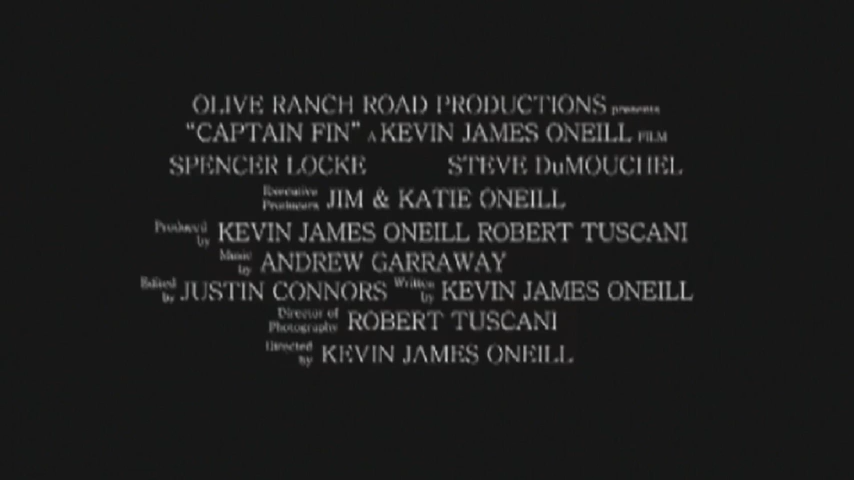 OLIVE RANCH ROAD PRODUCTIONS presents
"CAPTAIN FIN" A KEVIN JAMES ONEILL FILM
SPENCER LOCKE STEVE DuMOUCHEL
Executive Producers JIM & KATIE ONEILL
Produced by KEVIN JAMES ONEILL ROBERT TUSCANI
Music by ANDREW GARRAWAY
Edited by JUSTIN CONNORS Written by KEVIN JAMES ONEILL
Director of Photography ROBERT TUSCANI
Directed by KEVIN JAMES ONEILL